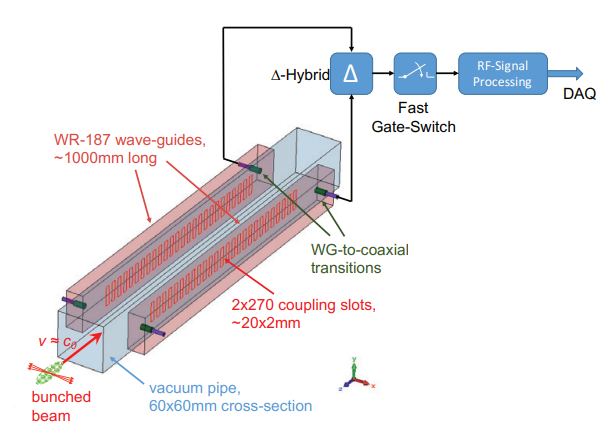 Δ-Hybrid
Δ
RF-Signal
Processing
DAQ
Fast
Gate-Switch
WR-187 wave-guides,
~1000mm long
WG-to-coaxial
transitions
2x270 coupling slots,
~20x2mm
v ≈ c₀
bunched
beam
vacuum pipe,
60x60mm cross-section
y
z
x